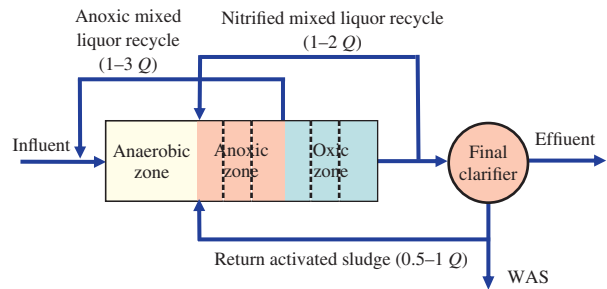 Anoxic mixed
liquor recycle
(1–3 Q)
Nitrified mixed liquor recycle
(1–2 Q)
Influent
Anaerobic
zone
Anoxic
zone
Oxic
zone
Final
clarifier
Effiuent
Return activated sludge (0.5–1 Q)
WAS